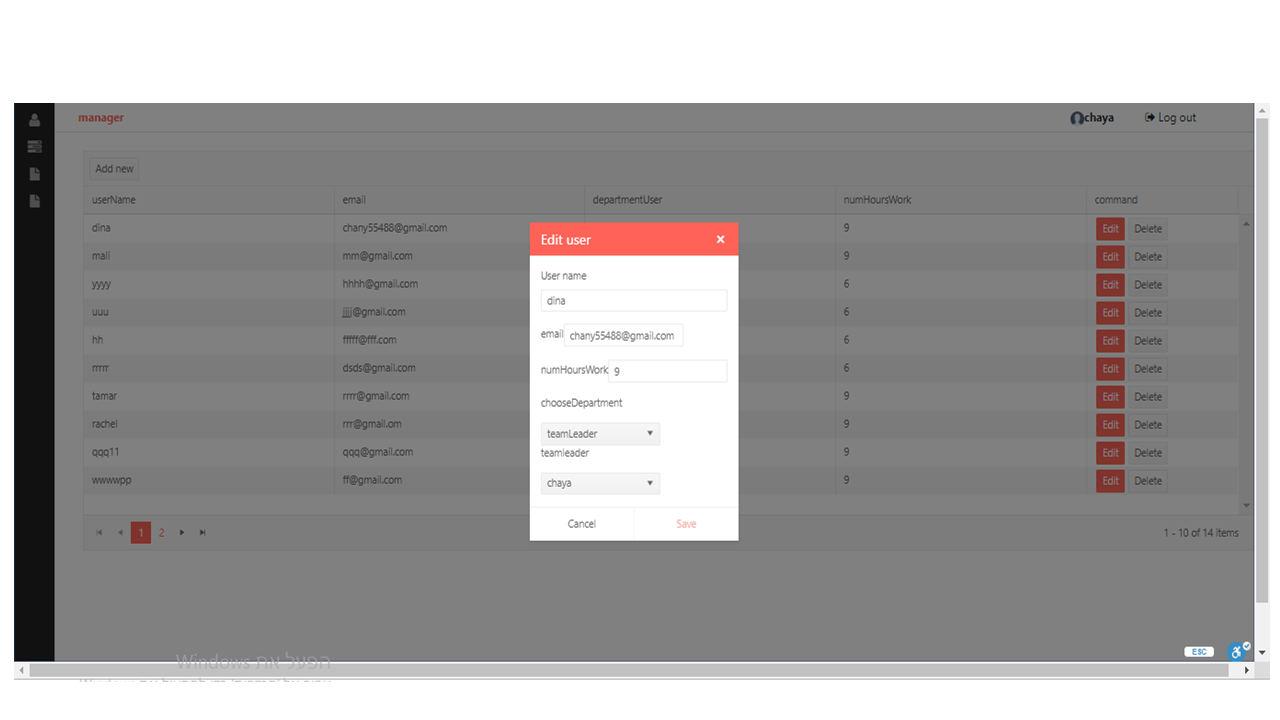 manager
chaya
Log out
Add new
userName email departmentUser numHoursWork command
dina chany55488@gmail.com 9 Edit Delete
mali mm@gmail.com 9 Edit Delete
yyyy hhhh@gmail.com 6 Edit Delete
uuu jjjj@gmail.com 6 Edit Delete
hh fffff@fff.com 6 Edit Delete
rrrrr dsds@gmail.com 6 Edit Delete
tamar rrrr@gmail.com 9 Edit Delete
rachel rrr@gmail.om 9 Edit Delete
qqq11 qqq@gmail.com 9 Edit Delete
wwwwpp ff@gmail.com 9 Edit Delete
Edit user ×
User name
dina
email chany55488@gmail.com
numHoursWork 9
chooseDepartment
teamLeader
teamleader
chaya
Cancel Save
1 2
1 - 10 of 14 items
ESC
הפעל את Windows